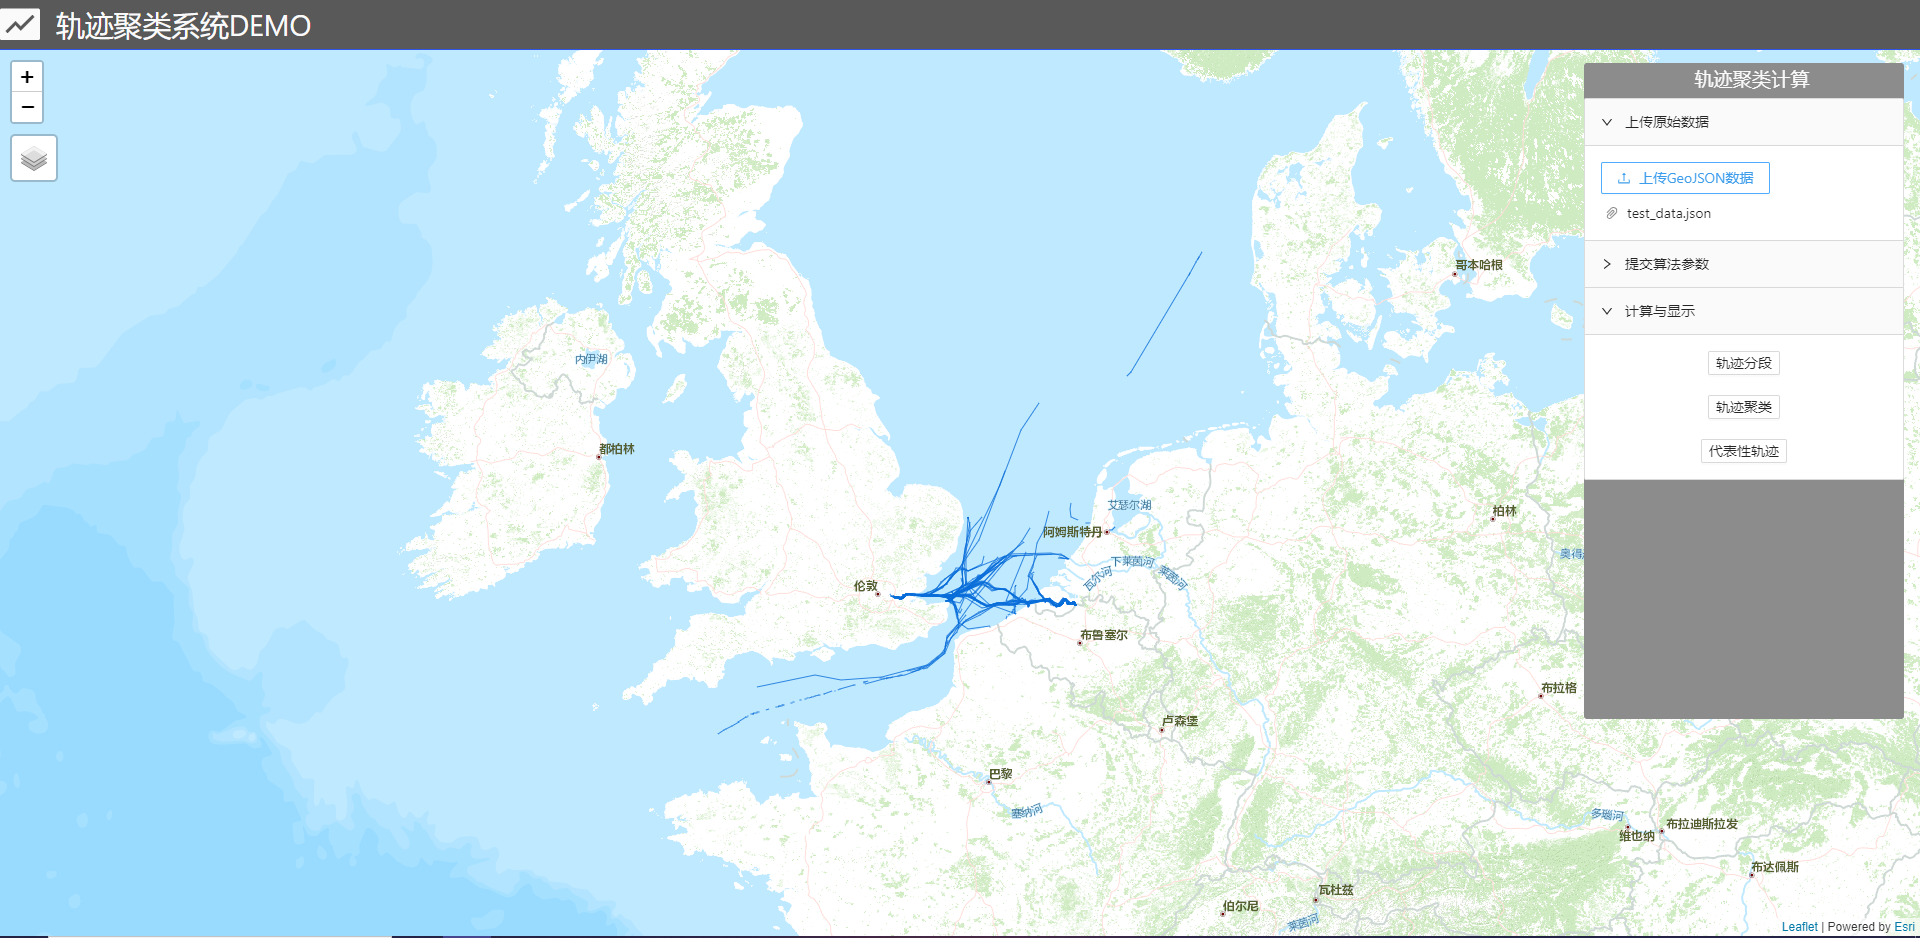 轨迹聚类系统DEMO
+
−
轨迹聚类计算
上传原始数据
上传GeoJSON数据
test_data.json
提交算法参数
计算与显示
轨迹分段
轨迹聚类
代表性轨迹
哥本哈根
内伊湖
都柏林
艾瑟尔湖
柏林
阿姆斯特丹
下莱茵河
奥得
瓦尔河
莱茵河
伦敦
布鲁塞尔
布拉格
卢森堡
巴黎
塞纳河
多瑙河
维也纳
布拉迪斯拉发
布达佩斯
瓦杜兹
伯尔尼
莱茵河
Leaflet | Powered by Esri